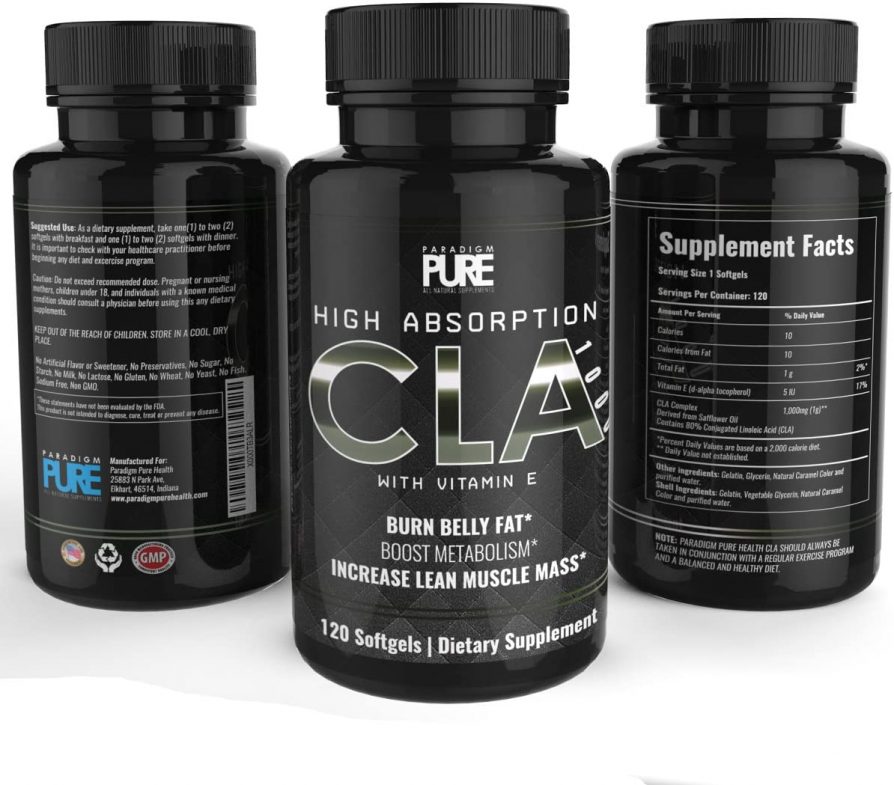 Suggested Use: As a dietary supplement, take one(1) to two (2)
softgels with breakfast and one (1) to two (2) softgels with dinner.
It is important to check with your healthcare practitioner before
beginning any diet and excercise program.
Caution: Do not exceed recommended dose. Pregnant or nursing
mothers, children under 18, and individuals with a known medical
condition should consult a physician before using this any dietary
supplements.
KEEP OUT OF THE REACH OF CHILDREN. STORE IN A COOL, DRY
PLACE.
No Artificial Flavor or Sweetener, No Preservatives, No Sugar, No
Starch, No Milk, No Lactose, No Gluten, No Wheat, No Yeast, No Fish.
Sodium Free, Non GMO.
*These statements have not been evaluated by the FDA.
This product is not intended to diagnose, cure, treat or prevent any disease.
PARADIGM
PURE
ALL NATURAL SUPPLEMENTS
Manufactured For:
Paradigm Pure Health
25883 N Park Ave,
Elkhart, 46514, Indiana
www.paradigmpurehealth.com
GMP
X000TEI3LR
PARADIGM
PURE
ALL NATURAL SUPPLEMENTS
HIGH ABSORPTION
CLA
1000
WITH VITAMIN E
BURN BELLY FAT*
BOOST METABOLISM*
INCREASE LEAN MUSCLE MASS*
120 Softgels | Dietary Supplement
Supplement Facts
Serving Size 1 Softgels
Servings Per Container: 120
Amount Per Serving % Daily Value
Calories 10
Calories from Fat 10
Total Fat 1 g 2%*
Vitamin E (d-alpha tocopherol) 5 IU 17%
CLA Complex 1,000mg (1g)**
Derived from Safflower Oil
Contains 80% Conjugated Linoleic Acid (CLA)
*Percent Daily Values are based on a 2,000 calorie diet.
** Daily Value not established.
Other ingredients: Gelatin, Glycerin, Natural Caramel Color and
purified water.
Shell Ingredients: Gelatin, Vegetable Glycerin, Natural Caramel
Color and purified water.
NOTE: PARADIGM PURE HEALTH CLA SHOULD ALWAYS BE
TAKEN IN CONJUNCTION WITH A REGULAR EXERCISE PROGRAM
AND A BALANCED AND HEALTHY DIET.